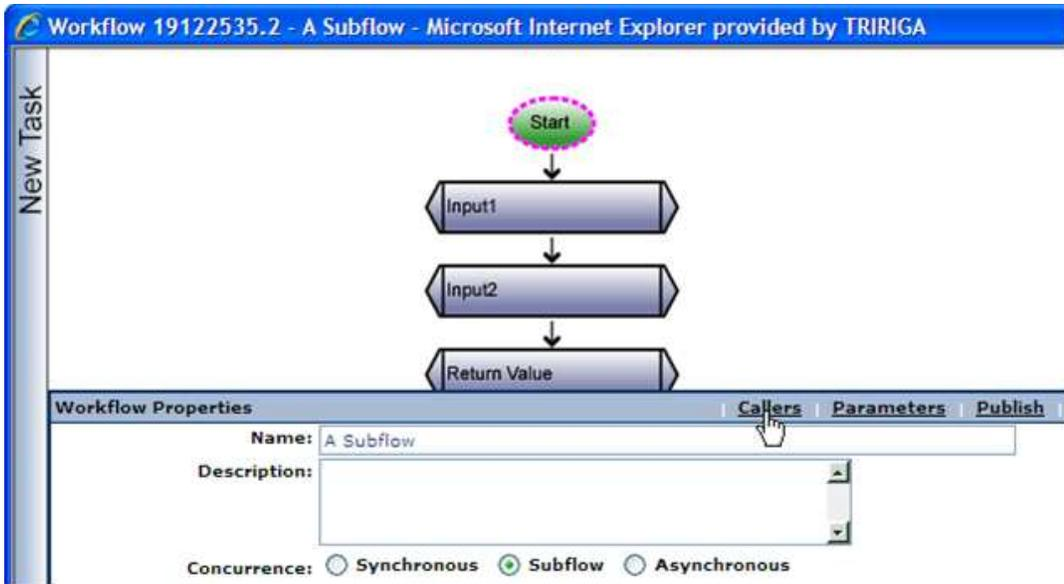 Workflow 19122535.2 - A Subflow - Microsoft Internet Explorer provided by TRIRIGA
New Task
Start
Input1
Input2
Return Value
Workflow Properties | Callers | Parameters | Publish |
Name: A Subflow
Description:
Concurrence: Synchronous Subflow Asynchronous